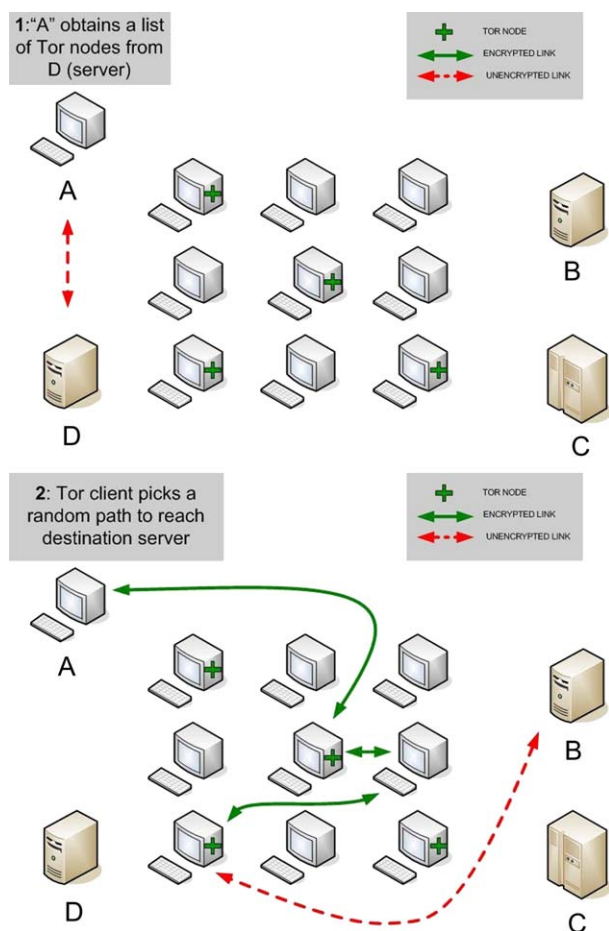 1:“A” obtains a list
of Tor nodes from
D (server)
TOR NODE
ENCRYPTED LINK
UNENCRYPTED LINK
A
B
D
C
2: Tor client picks a
random path to reach
destination server
TOR NODE
ENCRYPTED LINK
UNENCRYPTED LINK
A
B
D
C